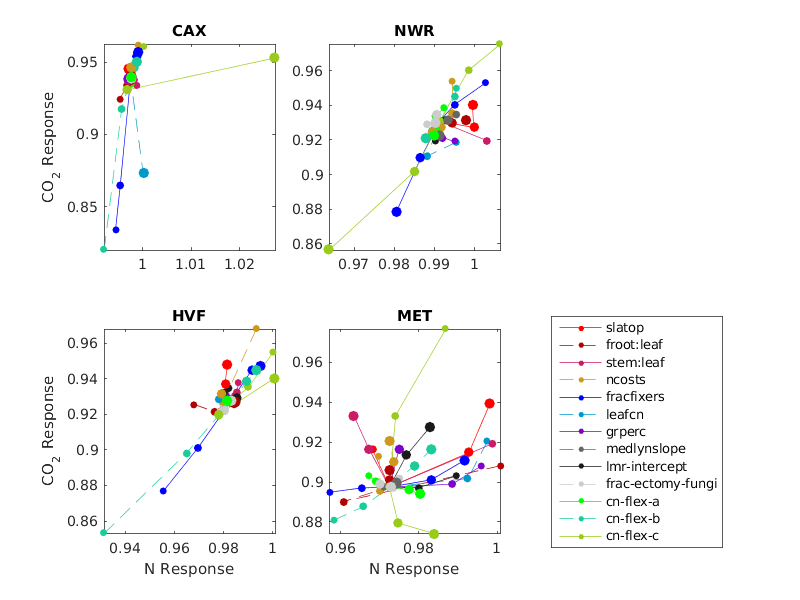 CAX
NWR
CO2 Response
0.95
0.9
0.85
1
1.01
1.02
0.96
0.94
0.92
0.9
0.88
0.86
0.97
0.98
0.99
1
HVF
MET
CO2 Response
0.96
0.94
0.92
0.9
0.88
0.86
0.94
0.96
0.98
1
N Response
0.96
0.94
0.92
0.9
0.88
0.96
0.98
1
N Response
slatop
froot:leaf
stem:leaf
ncosts
fracfixers
leafcn
grperc
medlynslope
lmr-intercept
frac-ectomy-fungi
cn-flex-a
cn-flex-b
cn-flex-c